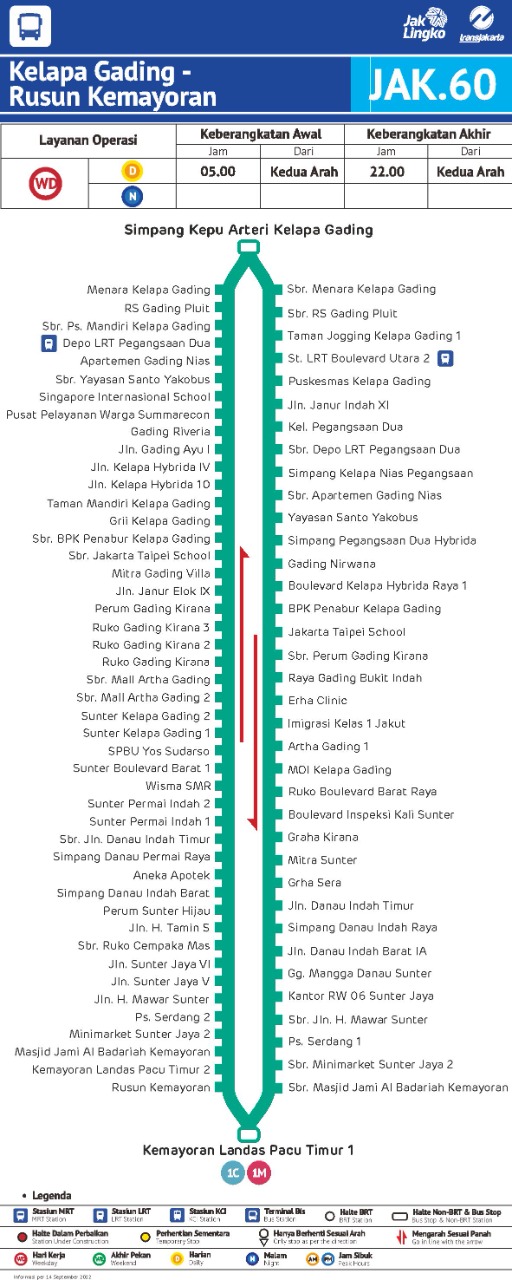 Jak Lingko
transjakarta
Kelapa Gading -
Rusun Kemayoran
JAK.60
Layanan Operasi
Keberangkatan Awal
Keberangkatan Akhir
Jam
Dari
Jam
Dari
WD
D
05.00
Kedua Arah
22.00
Kedua Arah
N
Simpang Kepu Arteri Kelapa Gading
Menara Kelapa Gading
RS Gading Pluit
Sbr. Ps. Mandiri Kelapa Gading
Depo LRT Pegangsaan Dua
Apartemen Gading Nias
Sbr. Yayasan Santo Yakobus
Singapore Internasional School
Pusat Pelayanan Warga Summarecon
Gading Riveria
Jln. Gading Ayu I
Jln. Kelapa Hybrida IV
Jln. Kelapa Hybrida 10
Taman Mandiri Kelapa Gading
Grii Kelapa Gading
Sbr. BPK Penabur Kelapa Gading
Sbr. Jakarta Taipei School
Mitra Gading Villa
Jln. Janur Elok IX
Perum Gading Kirana
Ruko Gading Kirana 3
Ruko Gading Kirana 2
Ruko Gading Kirana
Sbr. Mall Artha Gading
Sbr. Mall Artha Gading 2
Sunter Kelapa Gading 2
Sunter Kelapa Gading 1
SPBU Yos Sudarso
Sunter Boulevard Barat 1
Wisma SMR
Sunter Permai Indah 2
Sunter Permai Indah 1
Sbr. Jln. Danau Indah Timur
Simpang Danau Permai Raya
Aneka Apotek
Simpang Danau Indah Barat
Perum Sunter Hijau
Jln. H. Tamin S
Sbr. Ruko Cempaka Mas
Jln. Sunter Jaya VI
Jln. Sunter Jaya V
Jln. H. Mawar Sunter
Ps. Serdang 2
Minimarket Sunter Jaya 2
Masjid Jami Al Badariah Kemayoran
Kemayoran Landas Pacu Timur 2
Rusun Kemayoran
Sbr. Menara Kelapa Gading
Sbr. RS Gading Pluit
Taman Jogging Kelapa Gading 1
St. LRT Boulevard Utara 2
Puskesmas Kelapa Gading
Jln. Janur Indah XI
Kel. Pegangsaan Dua
Sbr. Depo LRT Pegangsaan Dua
Simpang Kelapa Nias Pegangsaan
Sbr. Apartemen Gading Nias
Yayasan Santo Yakobus
Simpang Pegangsaan Dua Hybrida
Gading Nirwana
Boulevard Kelapa Hybrida Raya 1
BPK Penabur Kelapa Gading
Jakarta Taipei School
Sbr. Perum Gading Kirana
Raya Gading Bukit Indah
Erha Clinic
Imigrasi Kelas 1 Jakut
Artha Gading 1
MDI Kelapa Gading
Ruko Boulevard Barat Raya
Boulevard Inspeksi Kali Sunter
Graha Kirana
Mitra Sunter
Grha Sera
Jln. Danau Indah Timur
Simpang Danau Indah Raya
Jln. Danau Indah Barat IA
Gg. Mangga Danau Sunter
Kantor RW 06 Sunter Jaya
Sbr. Jln. H. Mawar Sunter
Ps. Serdang 1
Sbr. Minimarket Sunter Jaya 2
Sbr. Masjid Jami Al Badariah Kemayoran
Kemayoran Landas Pacu Timur 1
1C 1M
• Legenda
Stasiun MRT
MRT Station
Stasiun LRT
LRT Station
Stasiun KCI
KCI Station
Terminal Bis
Bus Station
Halte BRT
BRT Station
Halte Non-BRT & Bus Stop
Bus Stop & Non-BRT Station
Halte Dalam Perbaikan
Station Under Construction
Perhentian Sementara
Temporary Stop
Hanya Berhenti Sesuai Arah
Only stop as per the direction
Mengarah Sesuai Panah
Go in line with the arrow
WD Hari Kerja
Weekday
WE Akhir Pekan
Weekend
D Harian
Daily
N Malam
Night
AM PM Jam Sibuk
Peak Hours
Informasi per 14 September 2022